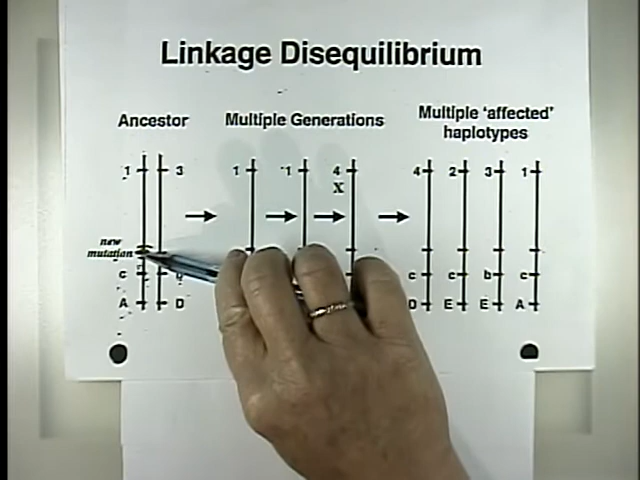 Linkage Disequilibrium
Ancestor
Multiple Generations
Multiple 'affected'
haplotypes
1 3 1 1 4 4 2 3 1
X
new
mutation
c c c b c
A D D E E A